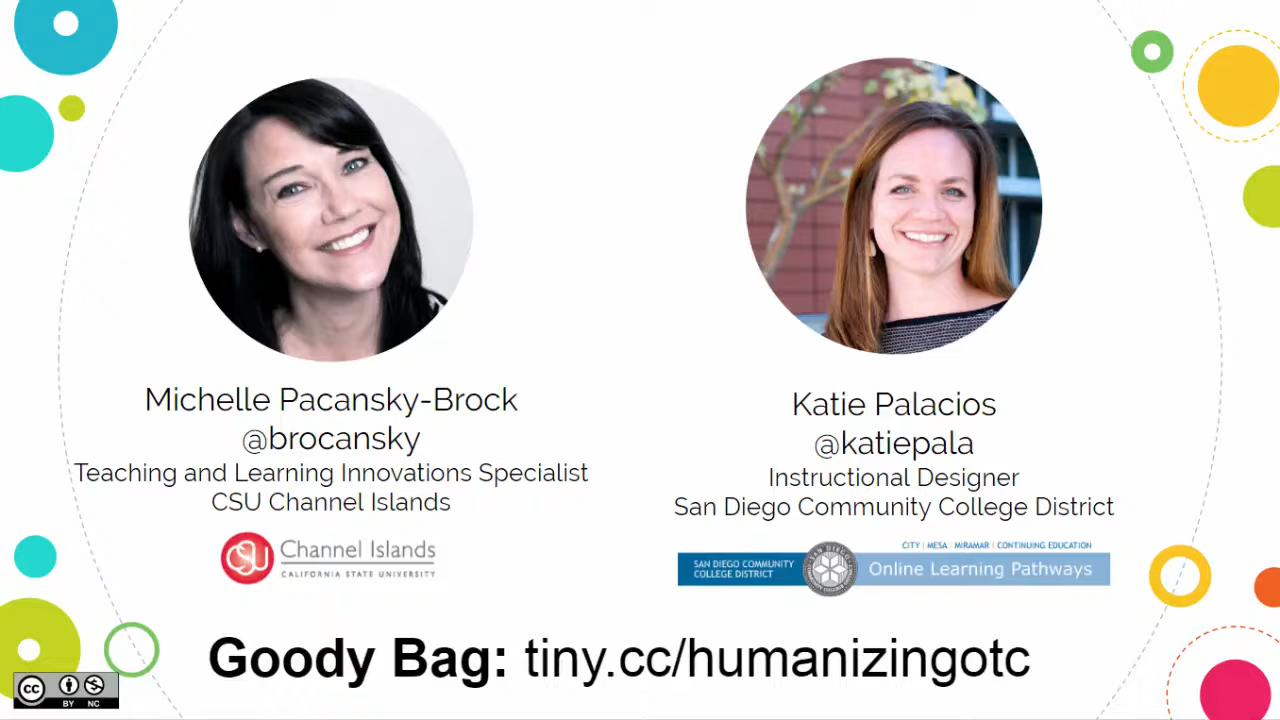 Michelle Pacansky-Brock
@brocansky
Teaching and Learning Innovations Specialist
CSU Channel Islands
CSU Channel Islands
CALIFORNIA STATE UNIVERSITY
Katie Palacios
@katiepala
Instructional Designer
San Diego Community College District
CITY | MESA | MIRAMAR | CONTINUING EDUCATION
SAN DIEGO COMMUNITY
COLLEGE DISTRICT
SAN DIEGO
Online Learning Pathways
Goody Bag: tiny.cc/humanizingotc
cc
BY NC